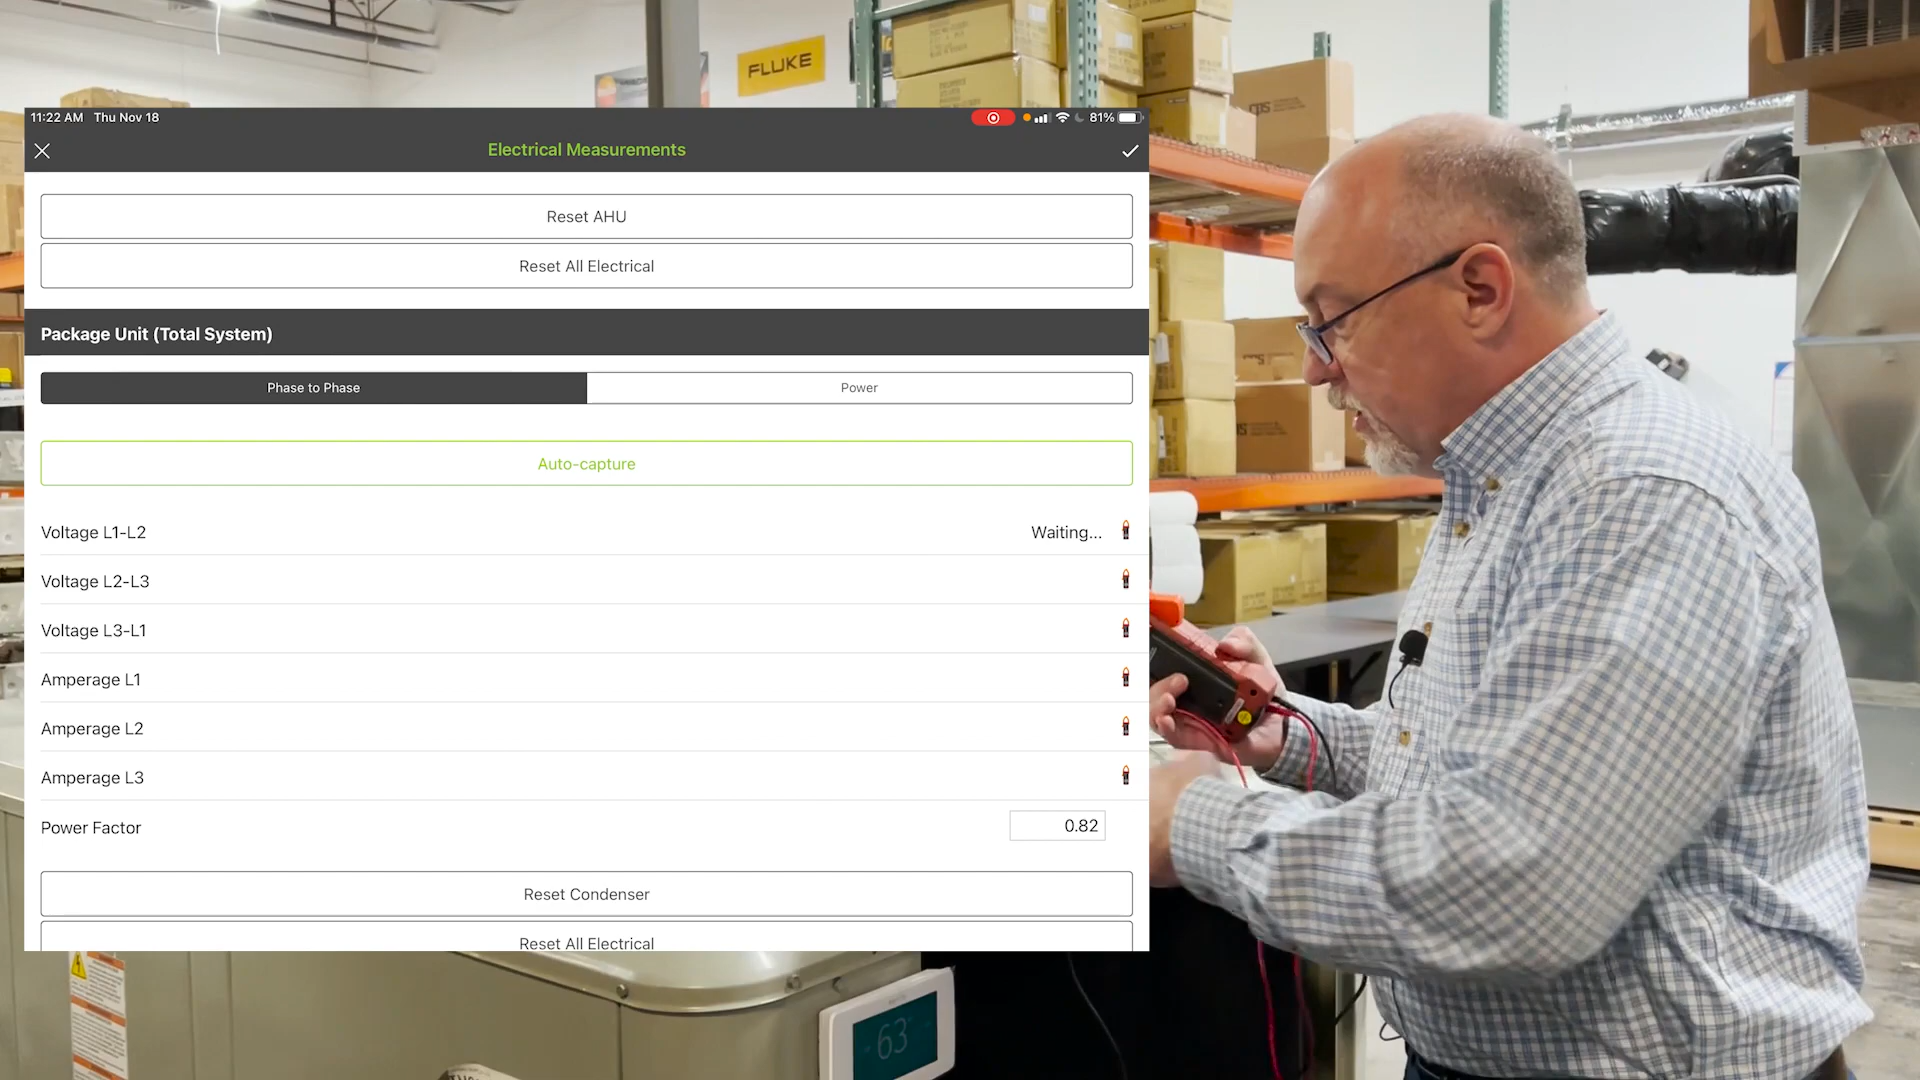 FLUKE
11:22 AM Thu Nov 18
81%
Electrical Measurements
Reset AHU
Reset All Electrical
Package Unit (Total System)
Phase to Phase
Power
Auto-capture
Voltage L1-L2
Waiting...
Voltage L2-L3
Voltage L3-L1
Amperage L1
Amperage L2
Amperage L3
Power Factor
0.82
Reset Condenser
Reset All Electrical
63